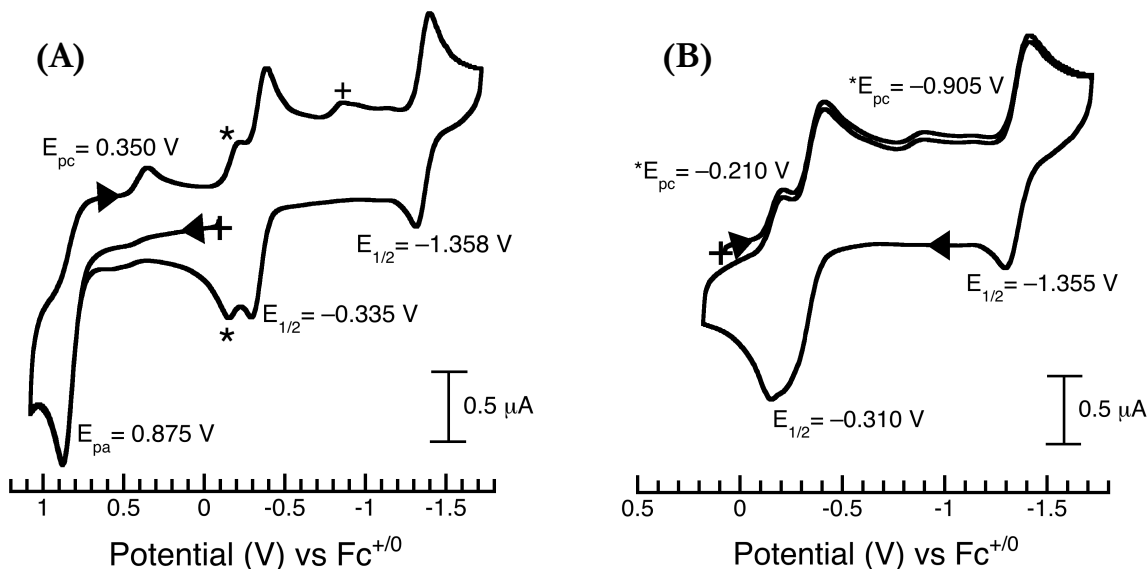 (A)
+
*
E_pc= 0.350 V
+
E_1/2= –1.358 V
E_1/2= –0.335 V
*
0.5 μA
E_pa= 0.875 V
1 0.5 0 -0.5 -1 -1.5
Potential (V) vs Fc^+/0
(B)
*E_pc= –0.905 V
*E_pc= –0.210 V
+
E_1/2= –1.355 V
0.5 μA
E_1/2= –0.310 V
0.5 0 -0.5 -1 -1.5
Potential (V) vs Fc^+/0